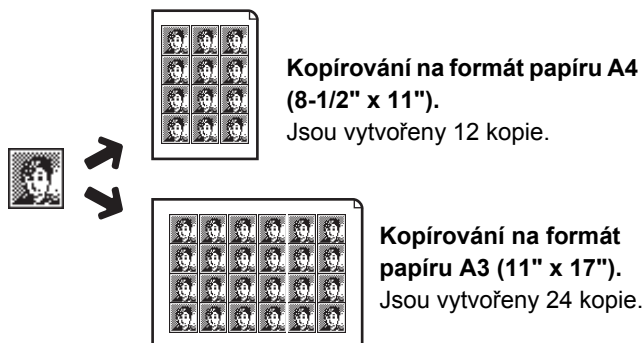 Kopírování na formát papíru A4
(8-1/2" x 11").
Jsou vytvořeny 12 kopie.
Kopírování na formát
papíru A3 (11" x 17").
Jsou vytvořeny 24 kopie.